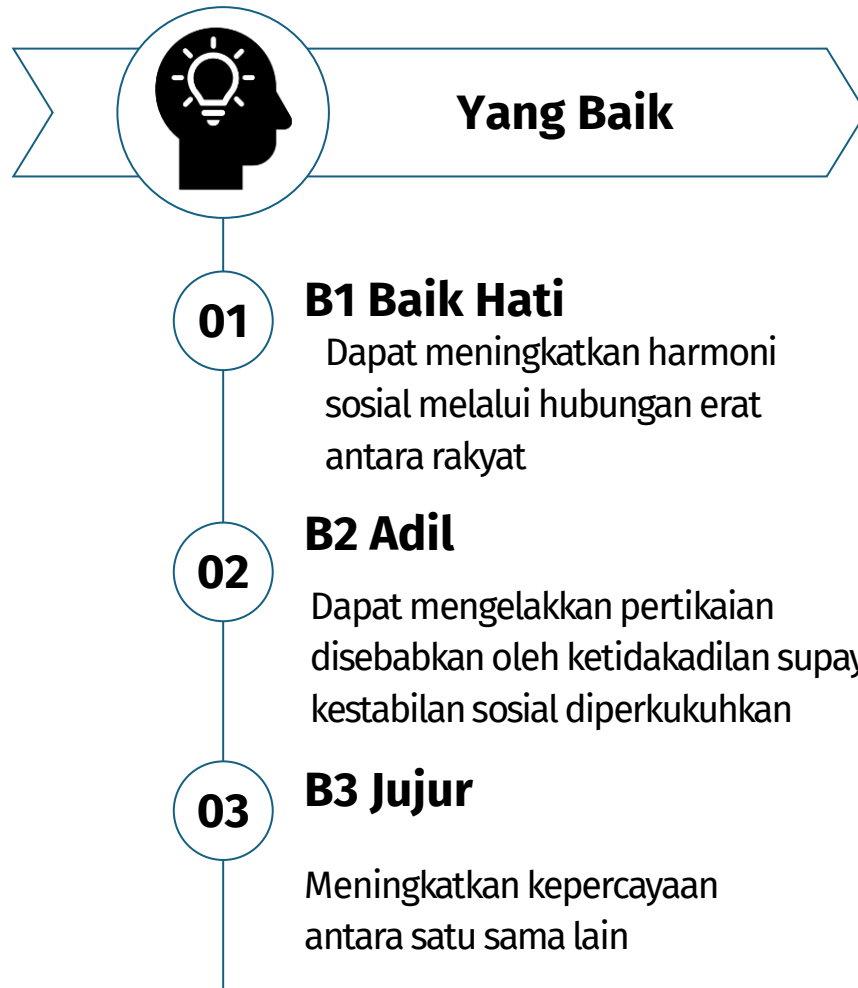 Yang Baik
01
B1 Baik Hati
Dapat meningkatkan harmoni
sosial melalui hubungan erat
antara rakyat
02
B2 Adil
Dapat mengelakkan pertikaian
disebabkan oleh ketidakadilan supay
kestabilan sosial diperkukuhkan
03
B3 Jujur
Meningkatkan kepercayaan
antara satu sama lain